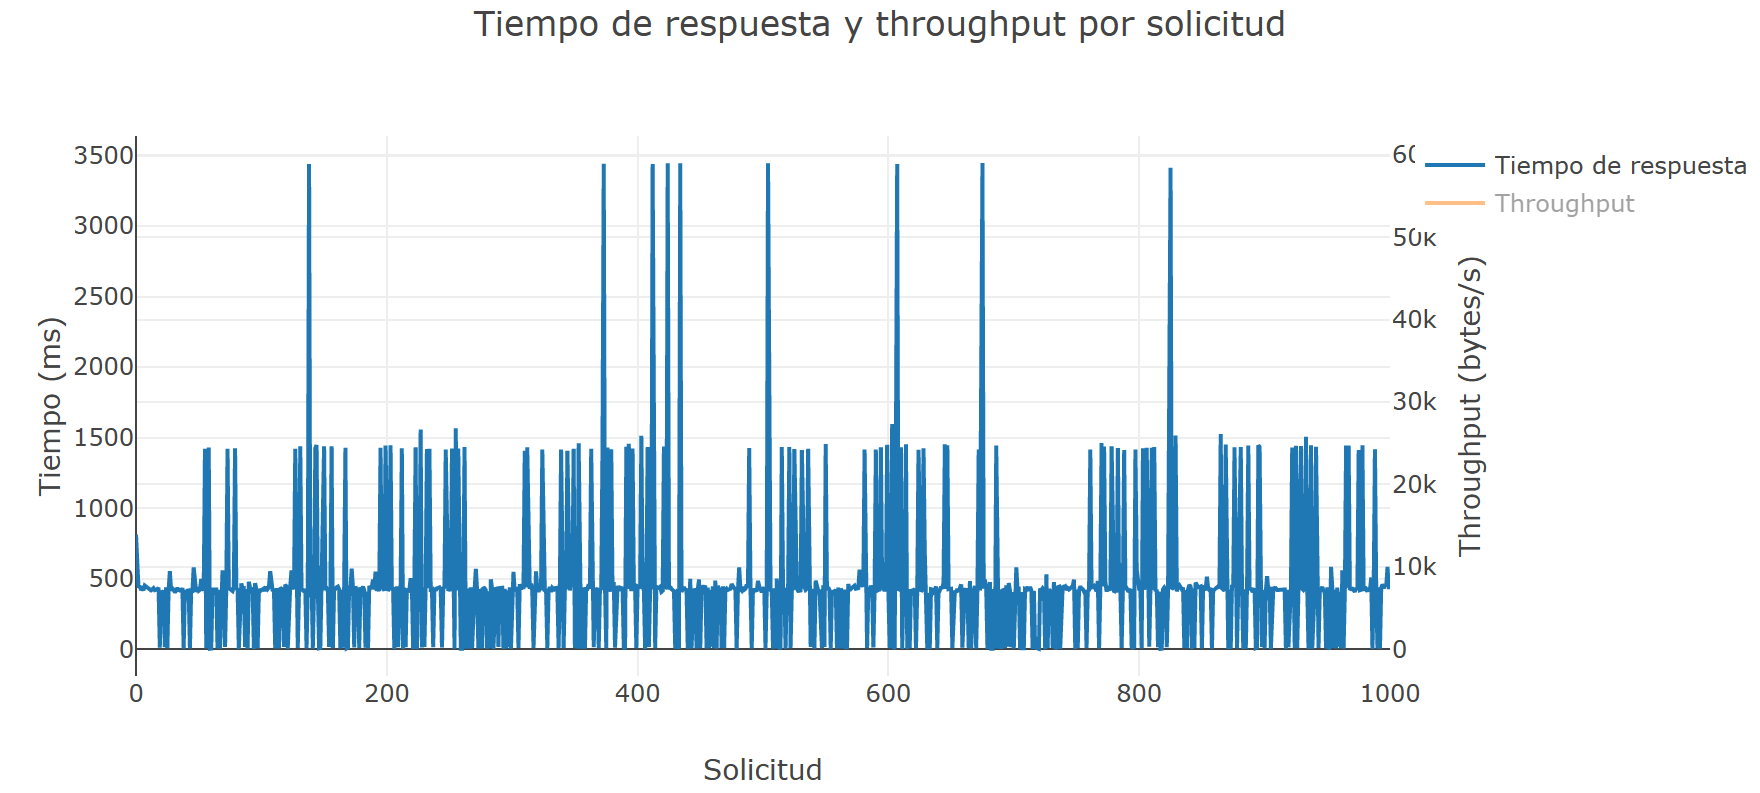 Tiempo de respuesta y throughput por solicitud
3500
3000
2500
2000
1500
1000
500
0
Tiempo (ms)
0
200
400
600
800
1000
Solicitud
50k
40k
30k
20k
10k
0
Throughput (bytes/s)
Tiempo de respuesta
Throughput